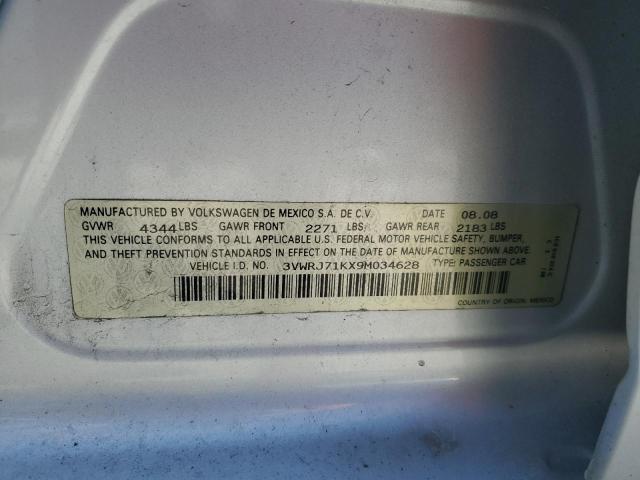 MANUFACTURED BY VOLKSWAGEN DE MEXICO S.A. DE C.V. DATE 08.08
GVWR 4344 LBS GAWR FRONT 2271 LBS GAWR REAR 2183 LBS
THIS VEHICLE CONFORMS TO ALL U.S. FEDERAL MOTOR VEHICLE SAFETY, BUMPER,
AND THEFT PREVENTION STANDARDS IN EFFECT ON THE DATE OF MANUFACTURE SHOWN ABOVE.
VEHICLE I.D. NO. 3VWRJ71KX9M034628 TYPE: PASSENGER CAR
COUNTRY OF ORIGIN: MEXICO